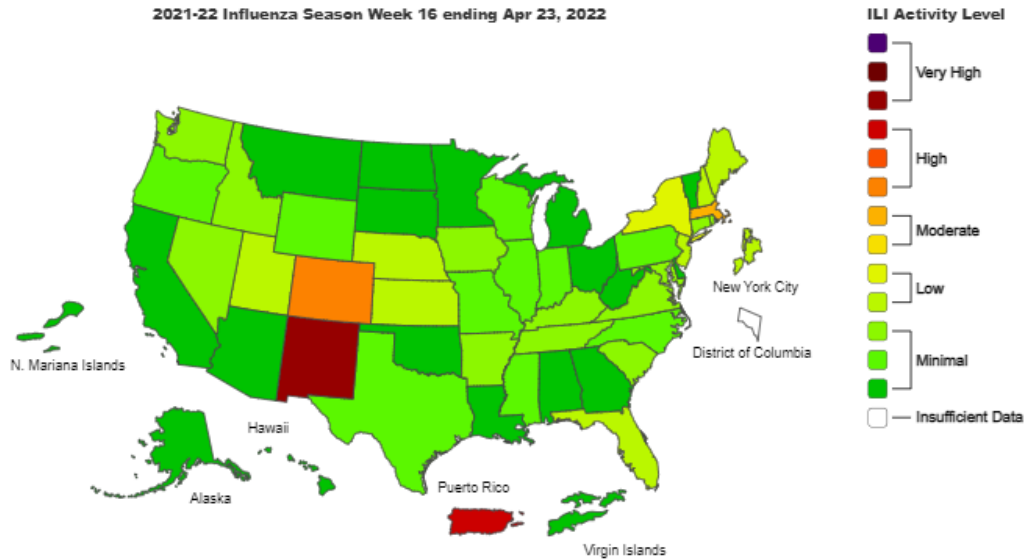 2021-22 Influenza Season Week 16 ending Apr 23, 2022
ILI Activity Level
Very High
High
Moderate
Low
Minimal
Insufficient Data
New York City
District of Columbia
N. Mariana Islands
Hawaii
Alaska
Puerto Rico
Virgin Islands